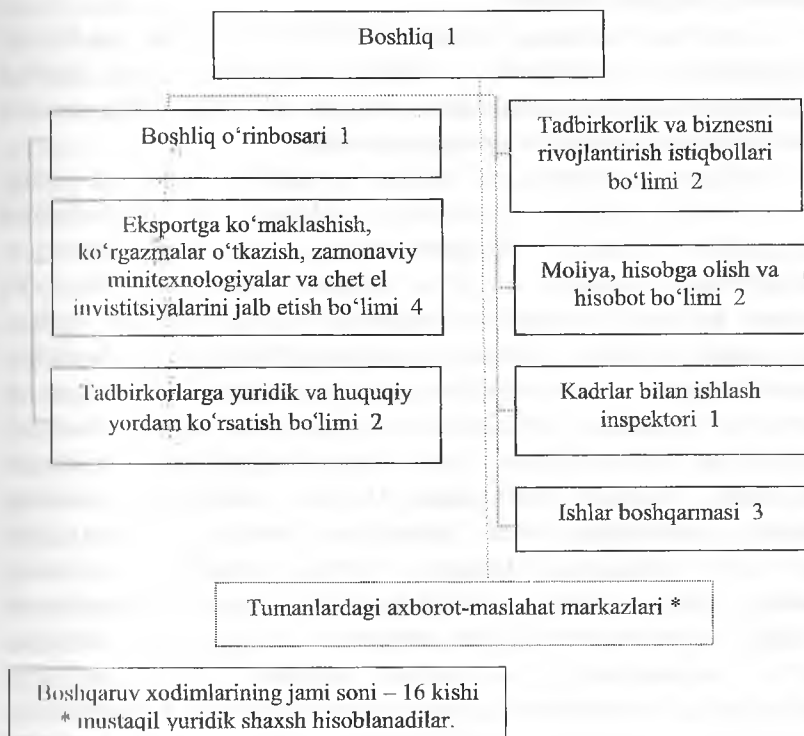 Boshliq 1
Boshliq o‘rinbosari 1
Eksportga ko‘maklashish,
ko‘rgazmalar o‘tkazish, zamonaviy
minitexnologiyalar va chet el
invistitsiyalarini jalb etish bo‘limi 4
Tadbirkorlarga yuridik va huquqiy
yordam ko‘rsatish bo‘limi 2
Tadbirkorlik va biznesni
rivojlantirish istiqbollari
bo‘limi 2
Moliya, hisobga olish va
hisobot bo‘limi 2
Kadrlar bilan ishlash
inspektori 1
Ishlar boshqarmasi 3
Tumanlardagi axborot-maslahat markazlari *
Boshqaruv xodimlarining jami soni – 16 kishi
* mustaqil yuridik shaxsh hisoblanadilar.